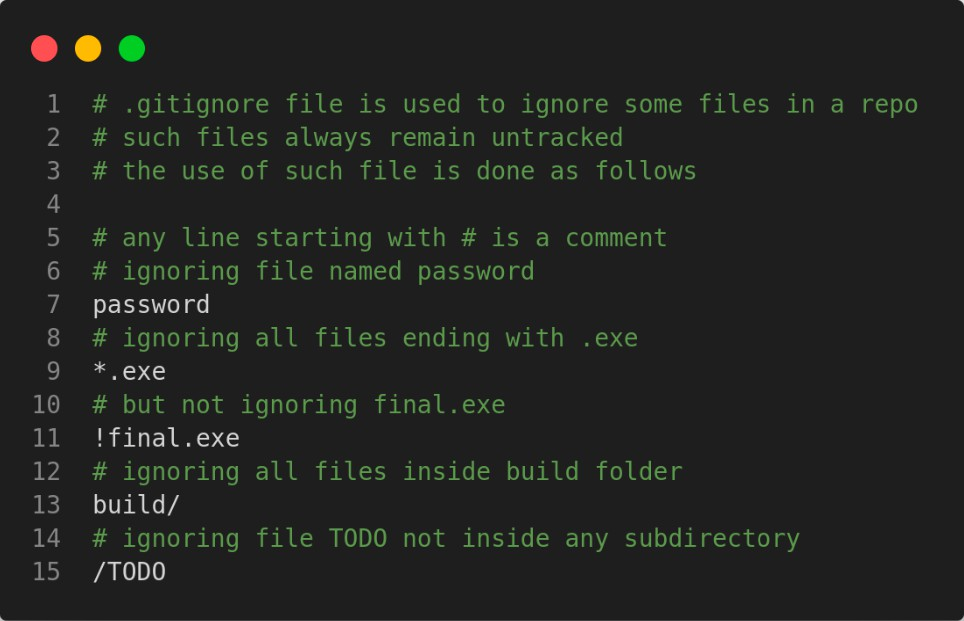 1 # .gitignore file is used to ignore some files in a repo
2 # such files always remain untracked
3 # the use of such file is done as follows
4
5 # any line starting with # is a comment
6 # ignoring file named password
7 password
8 # ignoring all files ending with .exe
9 *.exe
10 # but not ignoring final.exe
11 !final.exe
12 # ignoring all files inside build folder
13 build/
14 # ignoring file TODO not inside any subdirectory
15 /TODO